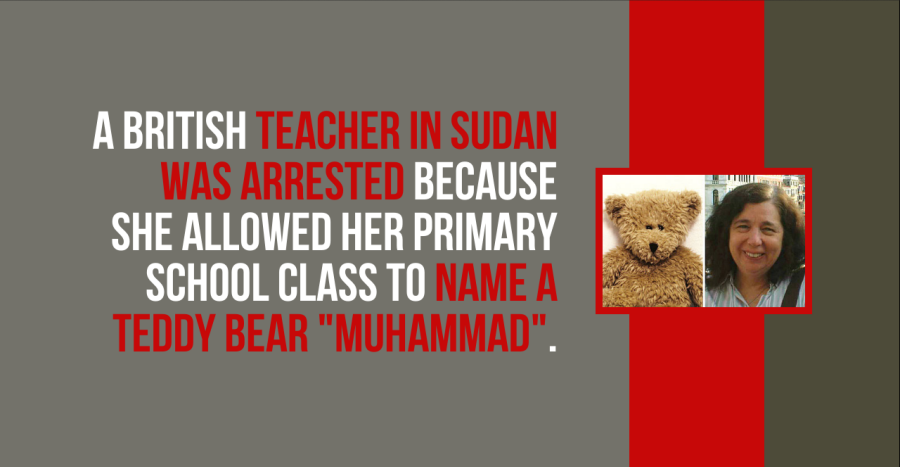 A BRITISH TEACHER IN SUDAN
WAS ARRESTED BECAUSE
SHE ALLOWED HER PRIMARY
SCHOOL CLASS TO NAME A
TEDDY BEAR "MUHAMMAD".